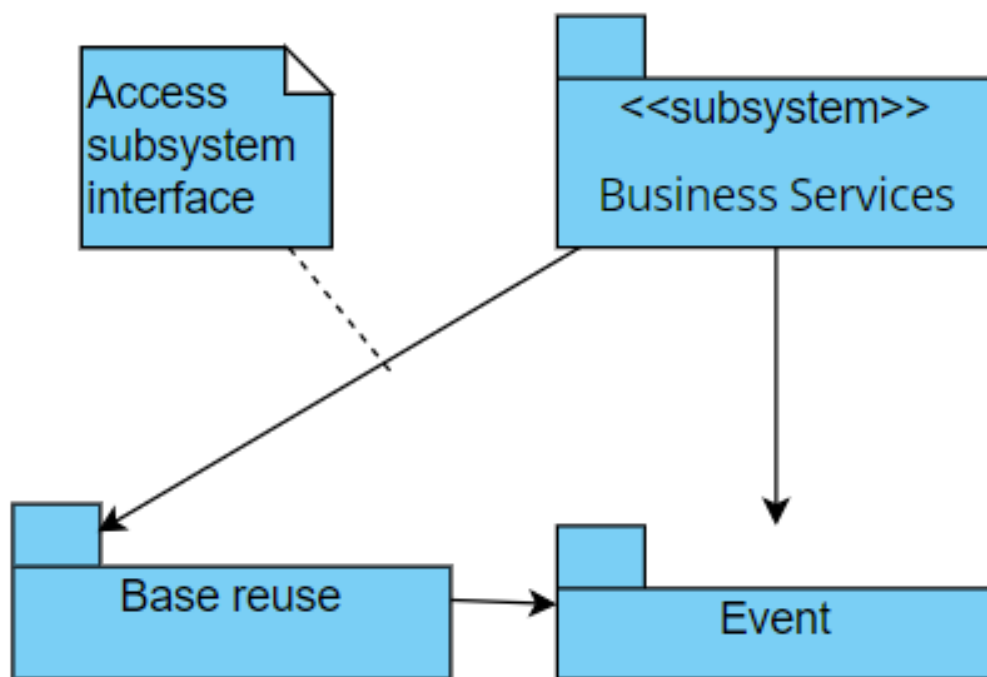 Access
subsystem
interface
<<subsystem>>
Business Services
Base reuse
Event